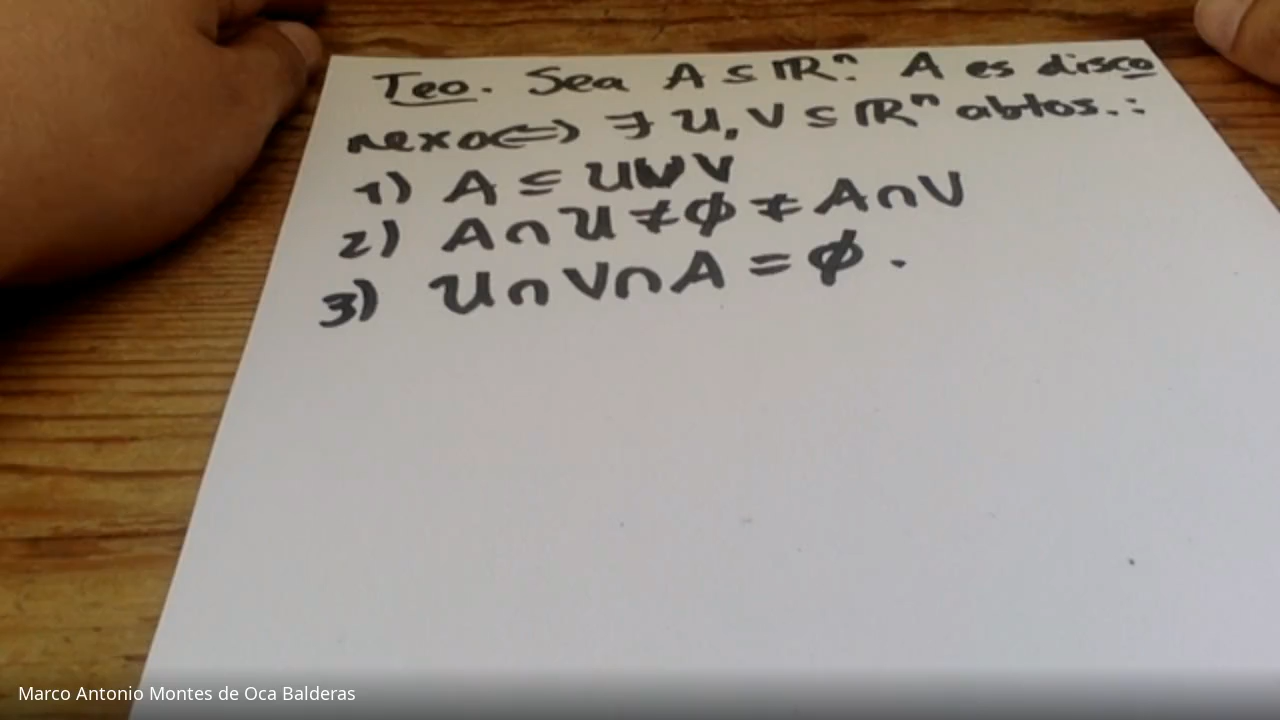 Teo. Sea A ⊆ ℝⁿ. A es disco
nexo ⟺ ∃ U, V ⊆ ℝⁿ abtos.:
1) A ⊆ U∪V
2) A∩U ≠ ∅ ≠ A∩V
3) U∩V∩A = ∅.
Marco Antonio Montes de Oca Balderas